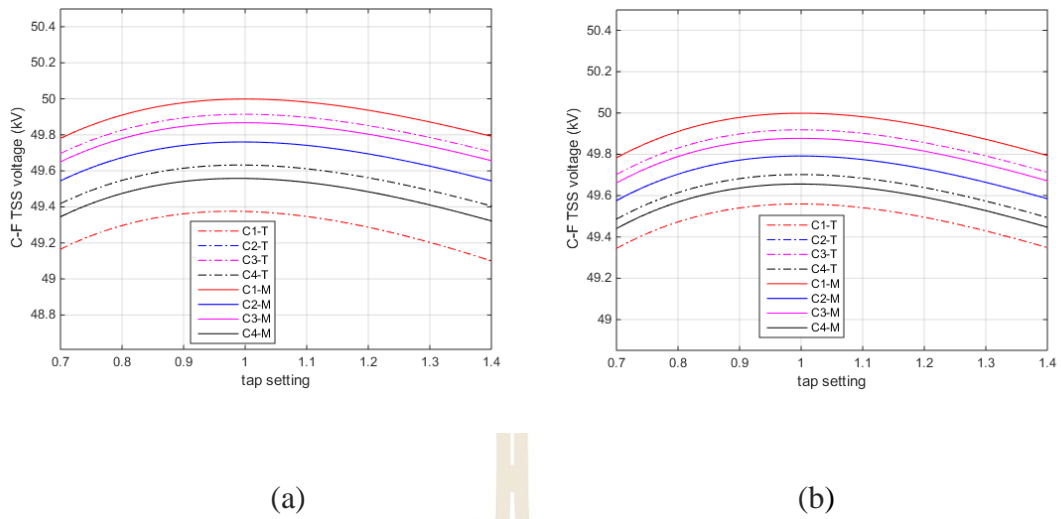 50.4
50.2
50
49.8
49.6
49.4
49.2
49
48.8
C-F TSS voltage (kV)
0.7 0.8 0.9 1 1.1 1.2 1.3 1.4
tap setting
C1-T
C2-T
C3-T
C4-T
C1-M
C2-M
C3-M
C4-M
(a)
50.4
50.2
50
49.8
49.6
49.4
49.2
49
C-F TSS voltage (kV)
0.7 0.8 0.9 1 1.1 1.2 1.3 1.4
tap setting
C1-T
C2-T
C3-T
C4-T
C1-M
C2-M
C3-M
C4-M
(b)